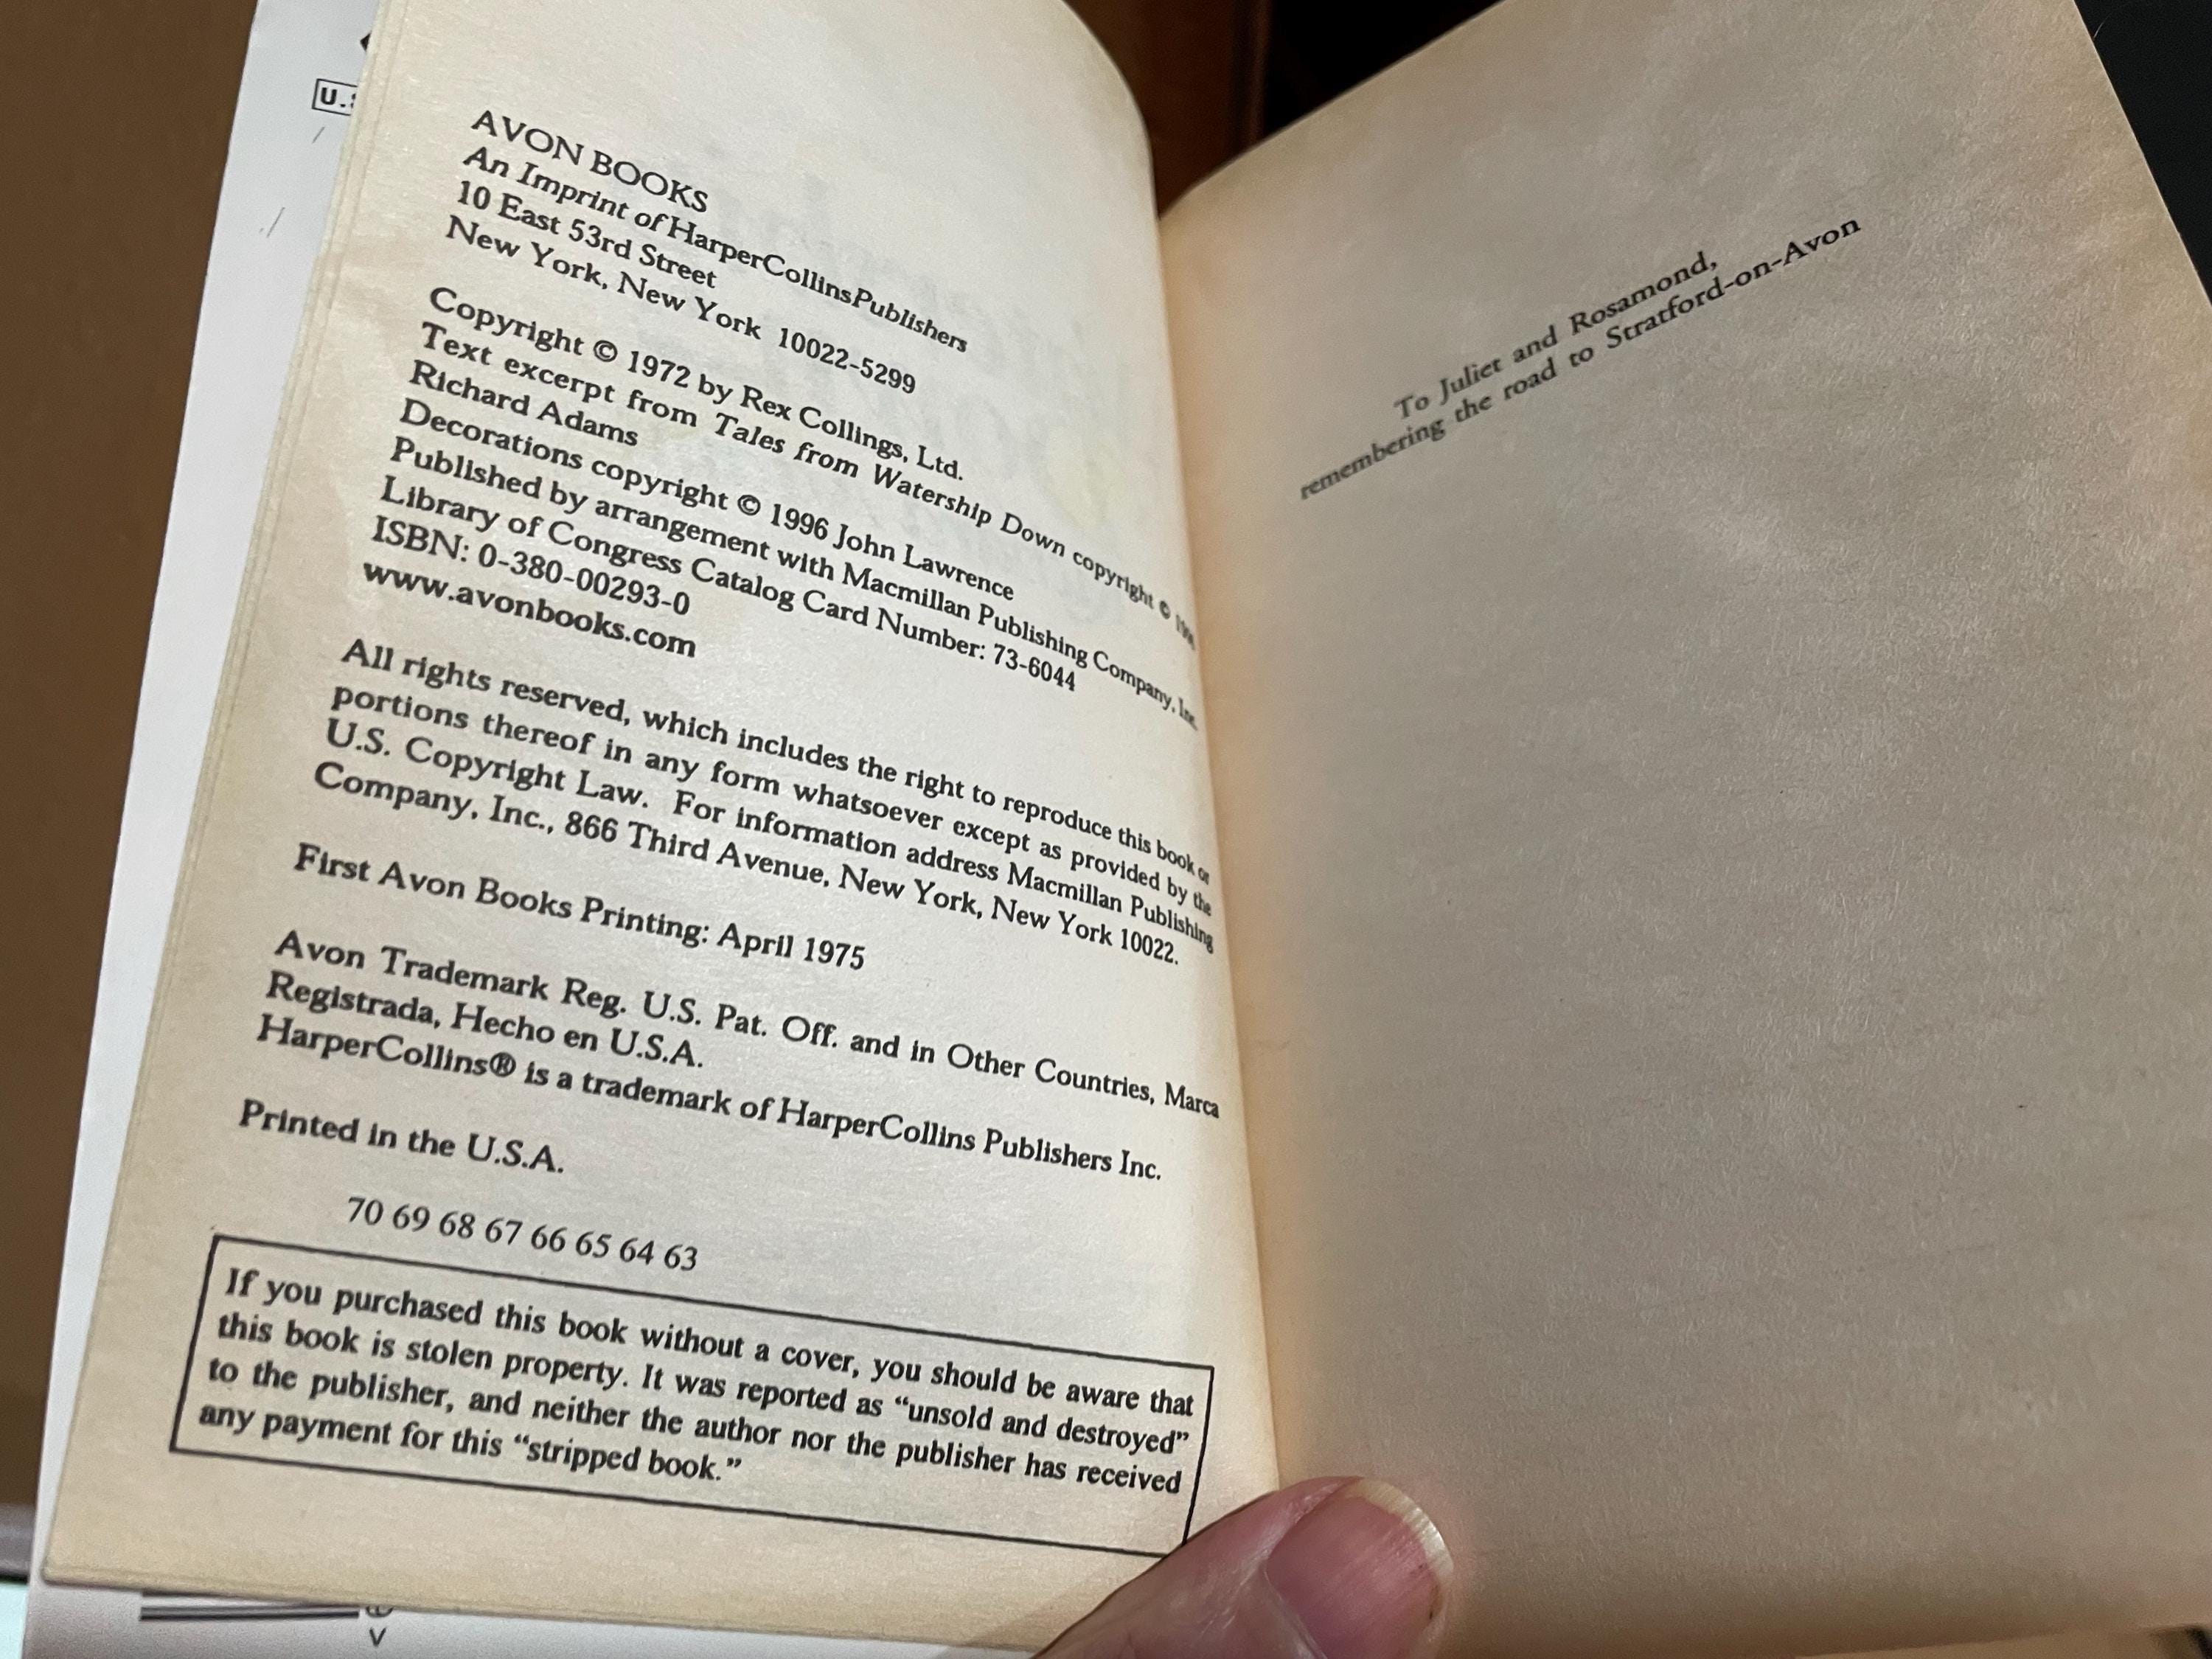 AVON BOOKS
An Imprint of HarperCollinsPublishers
10 East 53rd Street
New York, New York 10022-5299
Copyright © 1972 by Rex Collings, Ltd.
Text excerpt from Tales from Watership Down copyright ©
Richard Adams
Decorations copyright © 1996 John Lawrence
Published by arrangement with Macmillan Publishing Company, Inc.
Library of Congress Catalog Card Number: 73-6044
ISBN: 0-380-00293-0
www.avonbooks.com
All rights reserved, which includes the right to reproduce this book or
portions thereof in any form whatsoever except as provided by the
U.S. Copyright Law. For information address Macmillan Publishing
Company, Inc., 866 Third Avenue, New York, New York 10022.
First Avon Books Printing: April 1975
Avon Trademark Reg. U.S. Pat. Off. and in Other Countries, Marca
Registrada, Hecho en U.S.A.
HarperCollins® is a trademark of HarperCollins Publishers Inc.
Printed in the U.S.A.
70 69 68 67 66 65 64 63
If you purchased this book without a cover, you should be aware that
this book is stolen property. It was reported as “unsold and destroyed”
to the publisher, and neither the author nor the publisher has received
any payment for this “stripped book.”
To Juliet and Rosamond,
remembering the road to Stratford-on-Avon